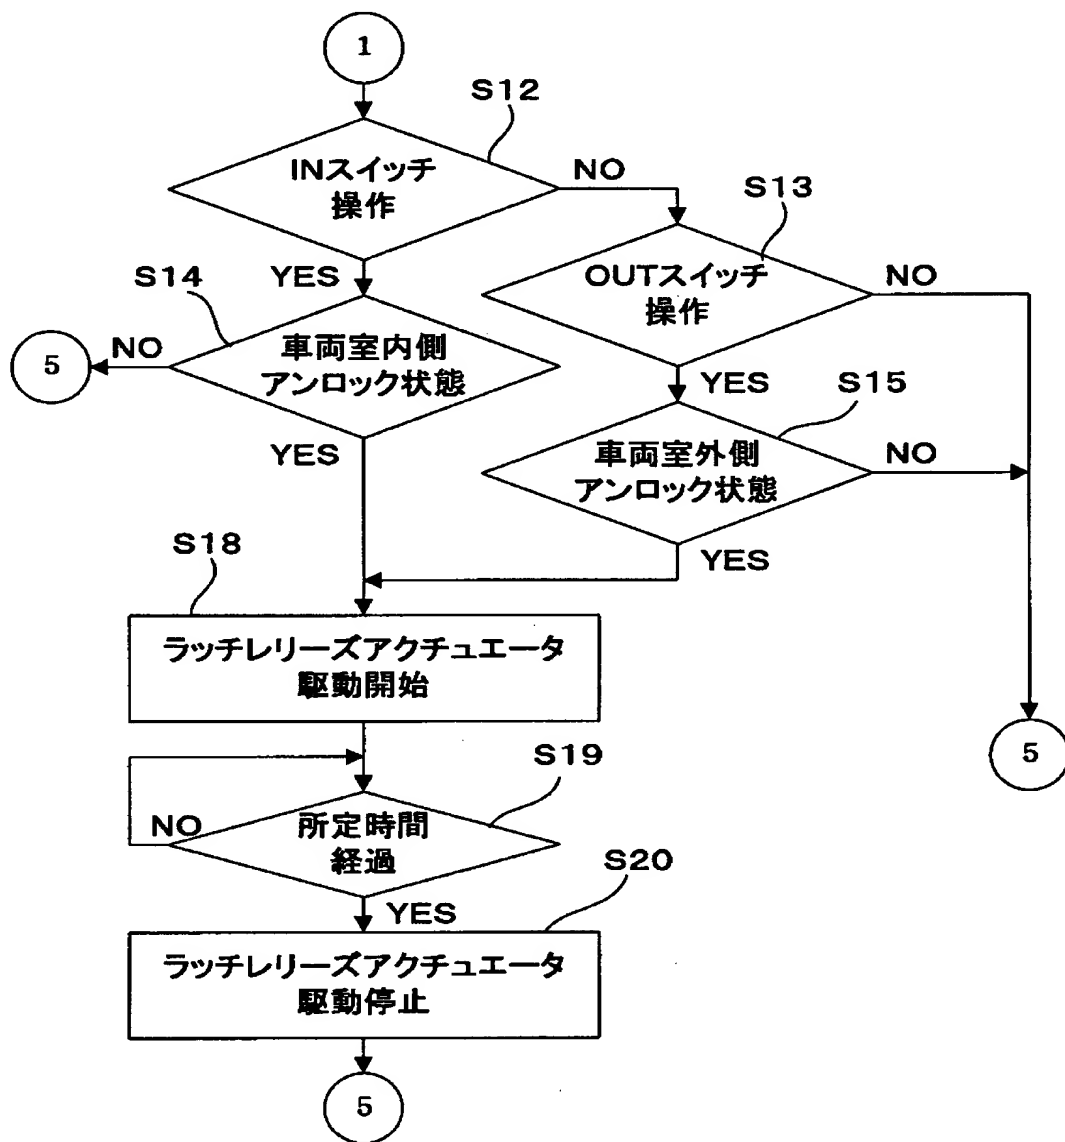 1
S12
INスイッチ
操作
NO
S13
YES
S14
OUTスイッチ
操作
NO
5
NO
車両室内側
アンロック状態
YES
S15
YES
車両室外側
アンロック状態
NO
S18
YES
ラッチレリーズアクチュエータ
駆動開始
5
S19
NO
所定時間
経過
S20
YES
ラッチレリーズアクチュエータ
駆動停止
5